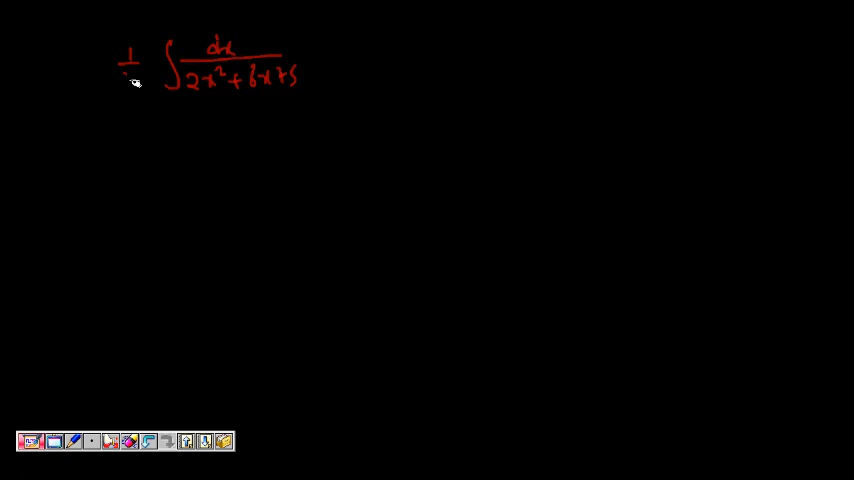 1/ ∫ dx/(2x²+6x+5)